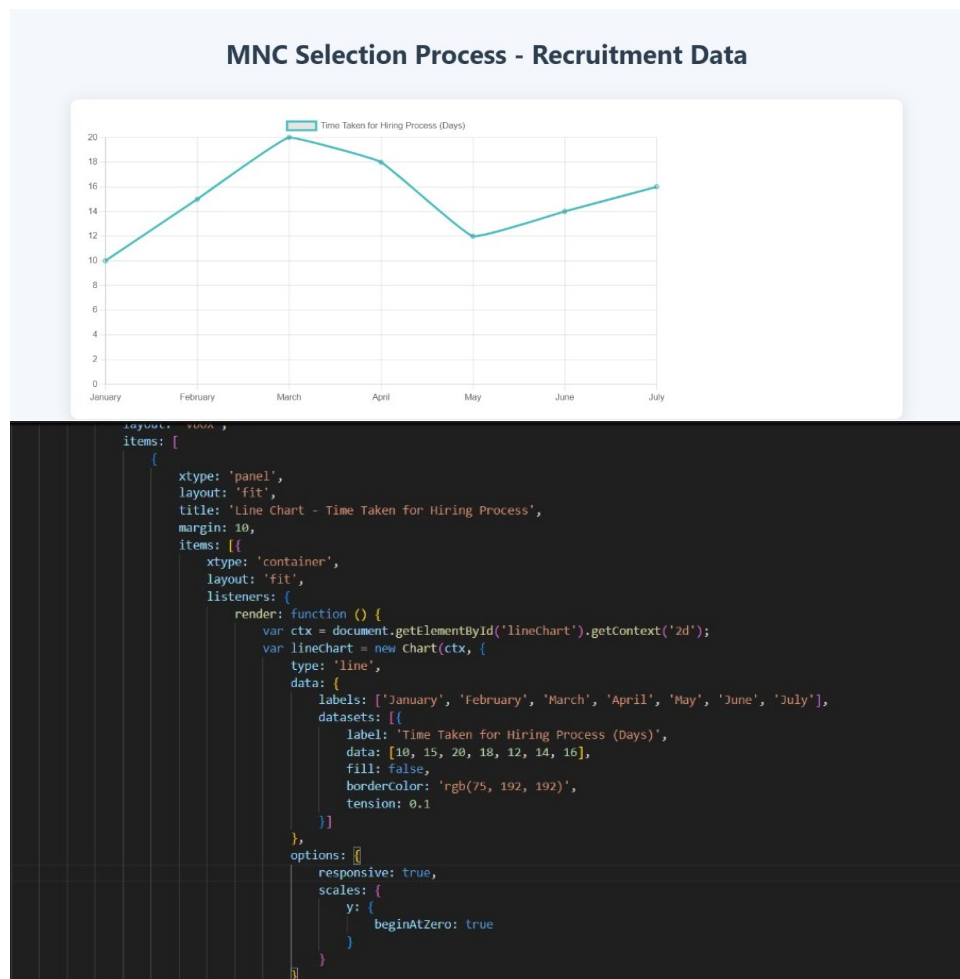 MNC Selection Process - Recruitment Data
Time Taken for Hiring Process (Days)
20
18
16
14
12
10
8
6
4
2
0
January February March April May June July
layout: 'vbox',
items: [
{
xtype: 'panel',
layout: 'fit',
title: 'Line Chart - Time Taken for Hiring Process',
margin: 10,
items: [{
xtype: 'container',
layout: 'fit',
listeners: {
render: function () {
var ctx = document.getElementById('lineChart').getContext('2d');
var lineChart = new Chart(ctx, {
type: 'line',
data: {
labels: ['January', 'February', 'March', 'April', 'May', 'June', 'July'],
datasets: [{
label: 'Time Taken for Hiring Process (Days)',
data: [10, 15, 20, 18, 12, 14, 16],
fill: false,
borderColor: 'rgb(75, 192, 192)',
tension: 0.1
}]
},
options: {
responsive: true,
scales: {
y: {
beginAtZero: true
}
}
}